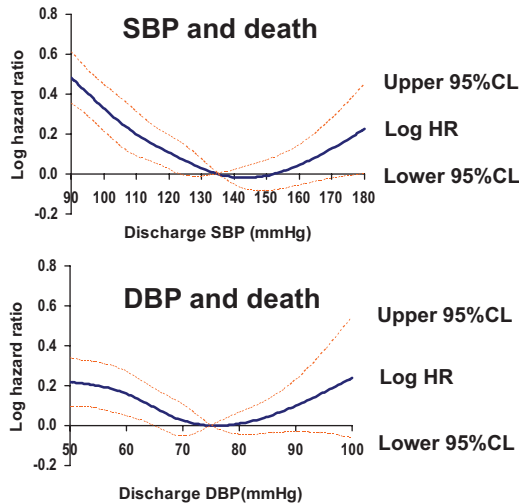 SBP and death
Log hazard ratio
0.8
0.6
0.4
0.2
0.0
-0.2
90 100 110 120 130 140 150 160 170 180
Discharge SBP (mmHg)
Upper 95%CL
Log HR
Lower 95%CL
DBP and death
Log hazard ratio
0.8
0.6
0.4
0.2
0.0
-0.2
50 60 70 80 90 100
Discharge DBP(mmHg)
Upper 95%CL
Log HR
Lower 95%CL